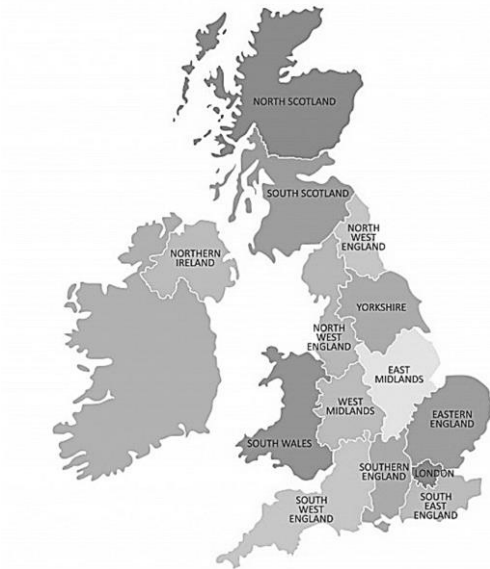 NORTH SCOTLAND
SOUTH SCOTLAND
NORTH
WEST
ENGLAND
NORTHERN
IRELAND
YORKSHIRE
NORTH
WEST
ENGLAND
EAST
MIDLANDS
WEST
MIDLANDS
EASTERN
ENGLAND
SOUTH WALES
SOUTHERN
ENGLAND
LONDON
SOUTH
WEST
ENGLAND
SOUTH
EAST
ENGLAND